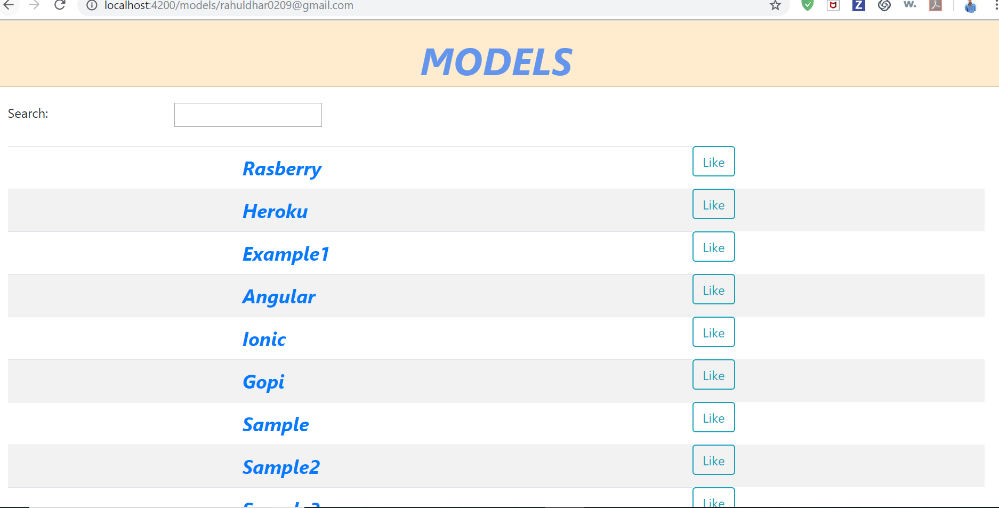 localhost:4200/models/rahuldhar0209@gmail.com
Z
w.
MODELS
Search:
Rasberry Like
Heroku Like
Example1 Like
Angular Like
Ionic Like
Gopi Like
Sample Like
Sample2 Like
Like